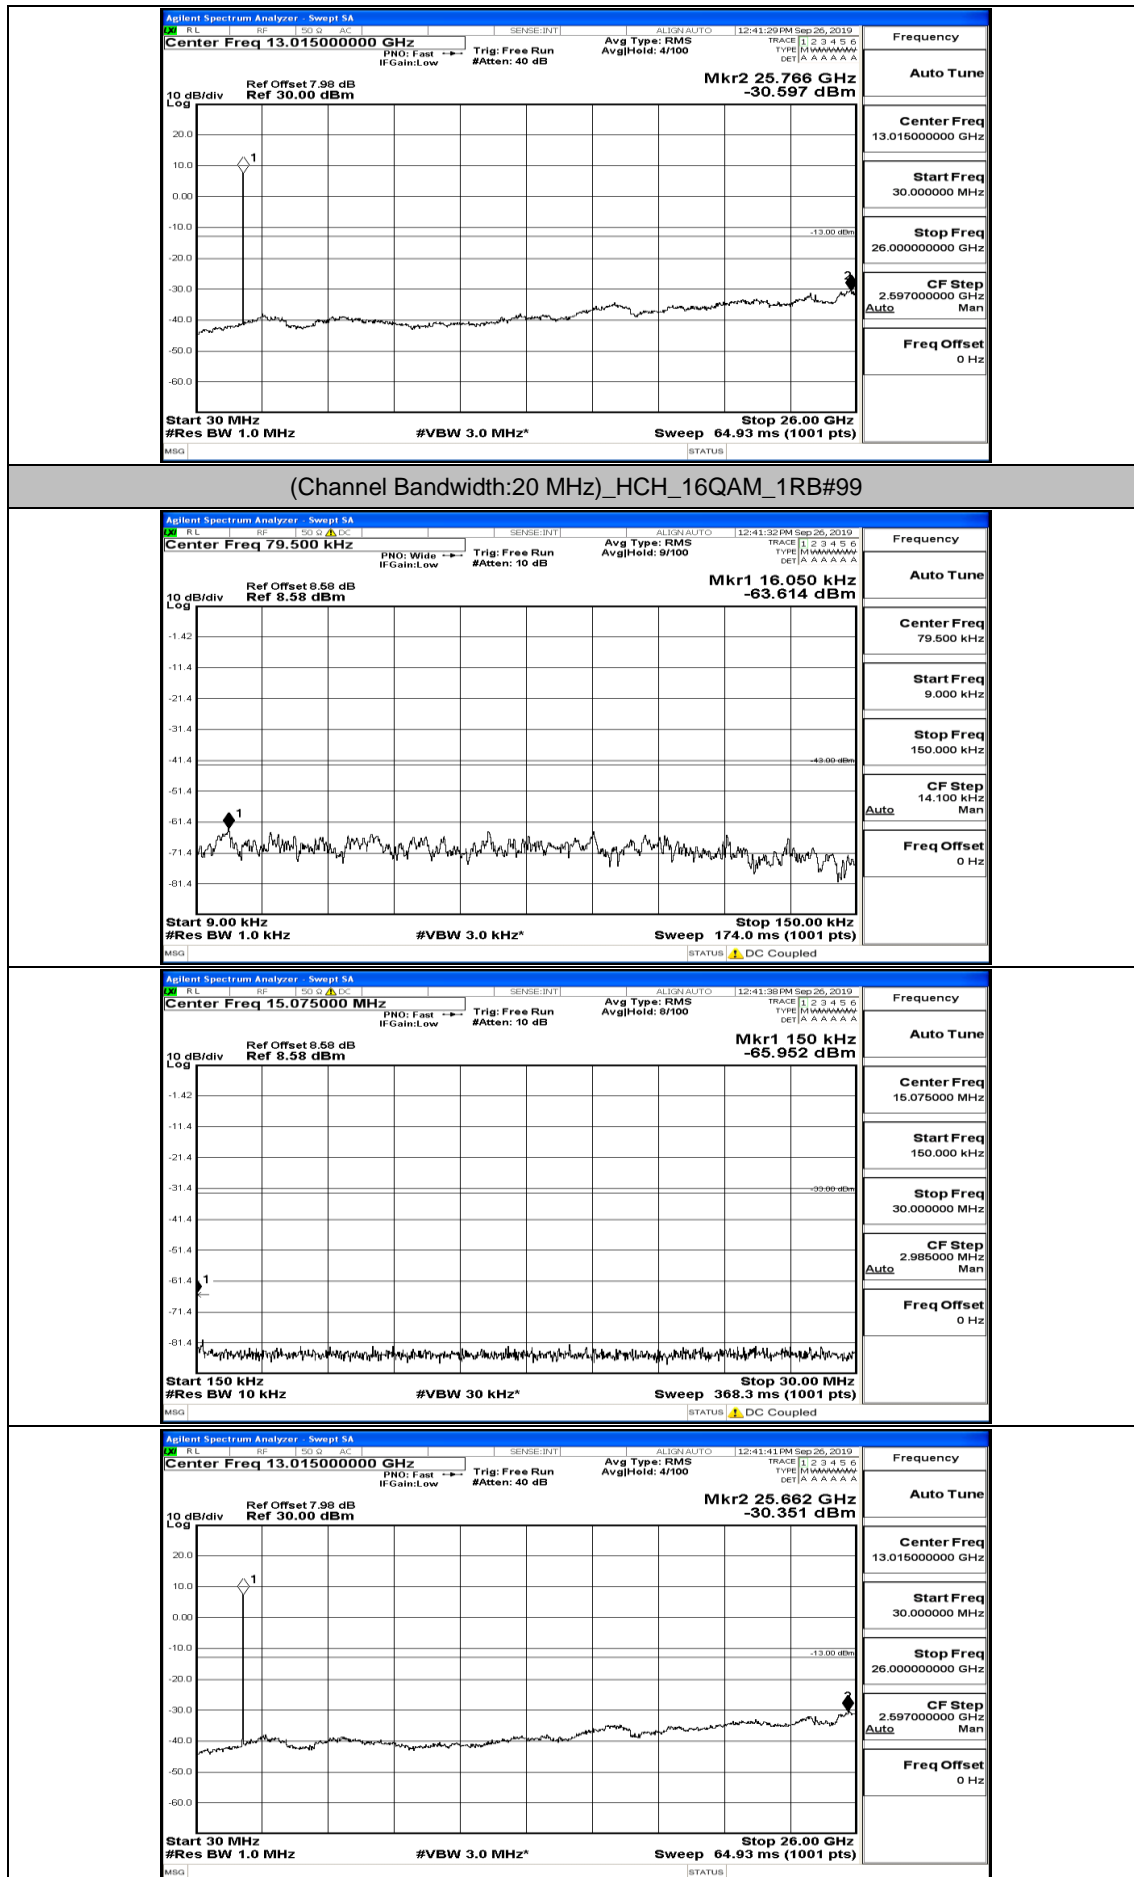 Agilent Spectrum Analyzer - Swept SA
LXI RL RF 50 Ω AC SENSE:INT ALIGN AUTO 12:41:29 PM Sep 26, 2019
Center Freq 13.015000000 GHz
PNO: Fast Trig: Free Run Avg Type: RMS TRACE 1 2 3 4 5 6
IFGain:Low #Atten: 40 dB Avg|Hold: 4/100 TYPE M
DET A A A A A A
Mkr2 25.766 GHz
-30.597 dBm
Ref Offset 7.98 dB
10 dB/div Ref 30.00 dBm
Log
20.0
10.0
1
0.00
-10.0
-13.00 dBm
-20.0
-30.0
2
-40.0
-50.0
-60.0
Start 30 MHz Stop 26.00 GHz
#Res BW 1.0 MHz #VBW 3.0 MHz* Sweep 64.93 ms (1001 pts)
MSG STATUS
Frequency
Auto Tune
Center Freq
13.015000000 GHz
Start Freq
30.000000 MHz
Stop Freq
26.000000000 GHz
CF Step
2.597000000 GHz
Auto Man
Freq Offset
0 Hz
(Channel Bandwidth:20 MHz)_HCH_16QAM_1RB#99
Agilent Spectrum Analyzer - Swept SA
LXI RL RF 50 Ω DC SENSE:INT ALIGN AUTO 12:41:32 PM Sep 26, 2019
Center Freq 79.500 kHz
PNO: Wide Trig: Free Run Avg Type: RMS TRACE 1 2 3 4 5 6
IFGain:Low #Atten: 10 dB Avg|Hold: 9/100 TYPE M
DET A A A A A A
Mkr1 16.050 kHz
-63.614 dBm
Ref Offset 8.58 dB
10 dB/div Ref 8.58 dBm
Log
-1.42
-11.4
-21.4
-31.4
-41.4
-43.00 dBm
-51.4
-61.4
1
-71.4
-81.4
Start 9.00 kHz Stop 150.00 kHz
#Res BW 1.0 kHz #VBW 3.0 kHz* Sweep 174.0 ms (1001 pts)
MSG STATUS DC Coupled
Frequency
Auto Tune
Center Freq
79.500 kHz
Start Freq
9.000 kHz
Stop Freq
150.000 kHz
CF Step
14.100 kHz
Auto Man
Freq Offset
0 Hz
Agilent Spectrum Analyzer - Swept SA
LXI RL RF 50 Ω DC SENSE:INT ALIGN AUTO 12:41:38 PM Sep 26, 2019
Center Freq 15.075000 MHz
PNO: Fast Trig: Free Run Avg Type: RMS TRACE 1 2 3 4 5 6
IFGain:Low #Atten: 10 dB Avg|Hold: 8/100 TYPE M
DET A A A A A A
Mkr1 150 kHz
-65.952 dBm
Ref Offset 8.58 dB
10 dB/div Ref 8.58 dBm
Log
-1.42
-11.4
-21.4
-31.4
-33.00 dBm
-41.4
-51.4
-61.4
1
-71.4
-81.4
Start 150 kHz Stop 30.00 MHz
#Res BW 10 kHz #VBW 30 kHz* Sweep 368.3 ms (1001 pts)
MSG STATUS DC Coupled
Frequency
Auto Tune
Center Freq
15.075000 MHz
Start Freq
150.000 kHz
Stop Freq
30.000000 MHz
CF Step
2.985000 MHz
Auto Man
Freq Offset
0 Hz
Agilent Spectrum Analyzer - Swept SA
LXI RL RF 50 Ω AC SENSE:INT ALIGN AUTO 12:41:41 PM Sep 26, 2019
Center Freq 13.015000000 GHz
PNO: Fast Trig: Free Run Avg Type: RMS TRACE 1 2 3 4 5 6
IFGain:Low #Atten: 40 dB Avg|Hold: 4/100 TYPE M
DET A A A A A A
Mkr2 25.662 GHz
-30.351 dBm
Ref Offset 7.98 dB
10 dB/div Ref 30.00 dBm
Log
20.0
10.0
1
0.00
-10.0
-13.00 dBm
-20.0
-30.0
2
-40.0
-50.0
-60.0
Start 30 MHz Stop 26.00 GHz
#Res BW 1.0 MHz #VBW 3.0 MHz* Sweep 64.93 ms (1001 pts)
MSG STATUS
Frequency
Auto Tune
Center Freq
13.015000000 GHz
Start Freq
30.000000 MHz
Stop Freq
26.000000000 GHz
CF Step
2.597000000 GHz
Auto Man
Freq Offset
0 Hz